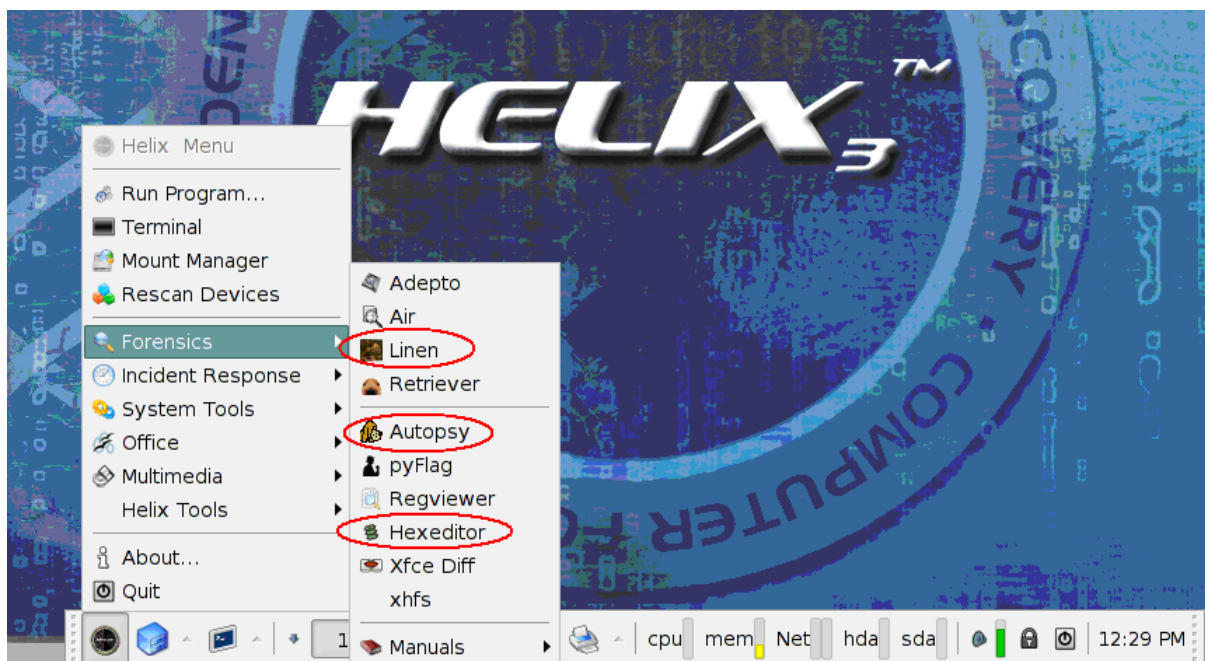 HELIX3™
Helix Menu
Run Program...
Terminal
Mount Manager
Rescan Devices
Forensics
Incident Response
System Tools
Office
Multimedia
Helix Tools
About...
Quit
Adepto
Air
Linen
Retriever
Autopsy
pyFlag
Regviewer
Hexeditor
Xfce Diff
xhfs
Manuals
COVERY • COMPUTER FO
DEN
1
cpu mem Net hda sda 12:29 PM